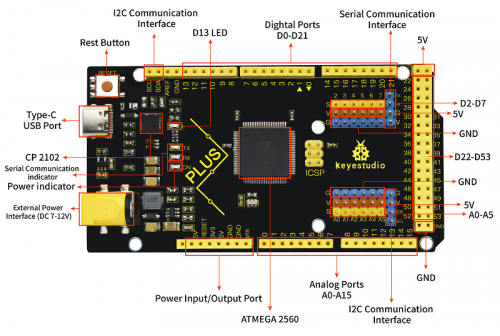 I2C Communication
Interface
D13 LED
Dightal Ports
D0-D21
Serial Communication
Interface
5V
Rest Button
RESET
Type-C
USB Port
D2-D7
5V
GND
CP 2102
Serial Communication
indicator
Power indicator
TX
RX
PLUS
ICSP
keyestudio
D22-D53
GND
External Power
Interface (DC 7-12V)
5V
A0-A5
GND
Power Input/Output Port
Analog Ports
A0-A15
ATMEGA 2560
I2C Communication
Interface